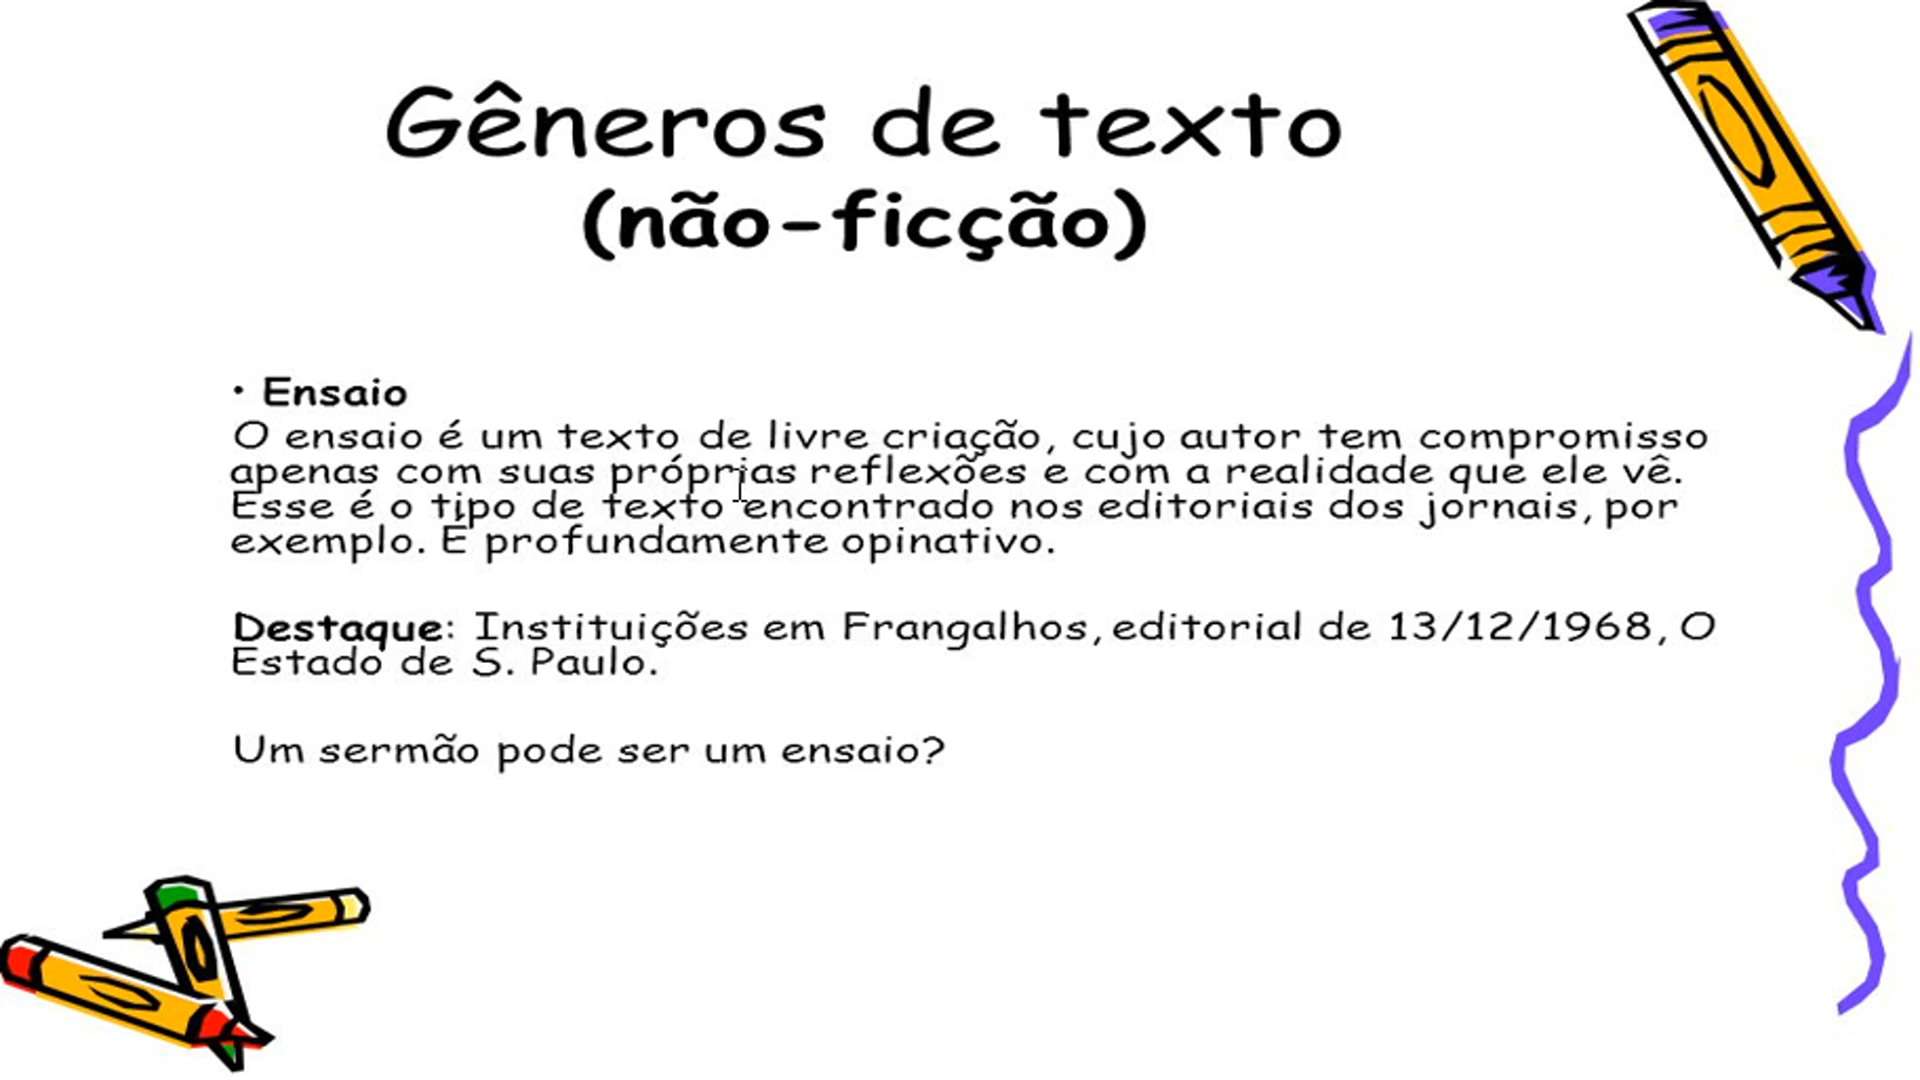 Gêneros de texto
(não-ficção)
• Ensaio
O ensaio é um texto de livre criação, cujo autor tem compromisso
apenas com suas próprias reflexões e com a realidade que ele vê.
Esse é o tipo de texto encontrado nos editoriais dos jornais, por
exemplo. É profundamente opinativo.
Destaque: Instituições em Frangalhos, editorial de 13/12/1968, O
Estado de S. Paulo.
Um sermão pode ser um ensaio?